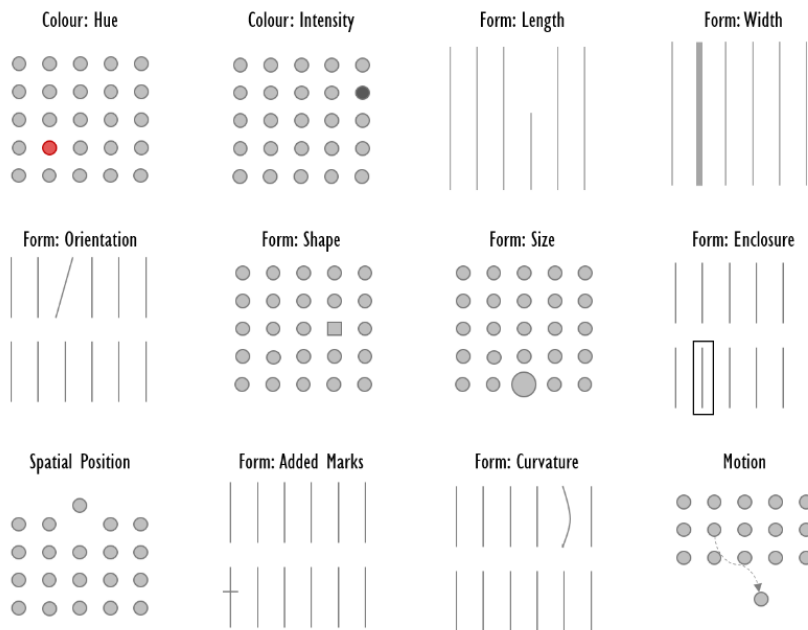 Colour: Hue
Colour: Intensity
Form: Length
Form: Width
Form: Orientation
Form: Shape
Form: Size
Form: Enclosure
Spatial Position
Form: Added Marks
Form: Curvature
Motion